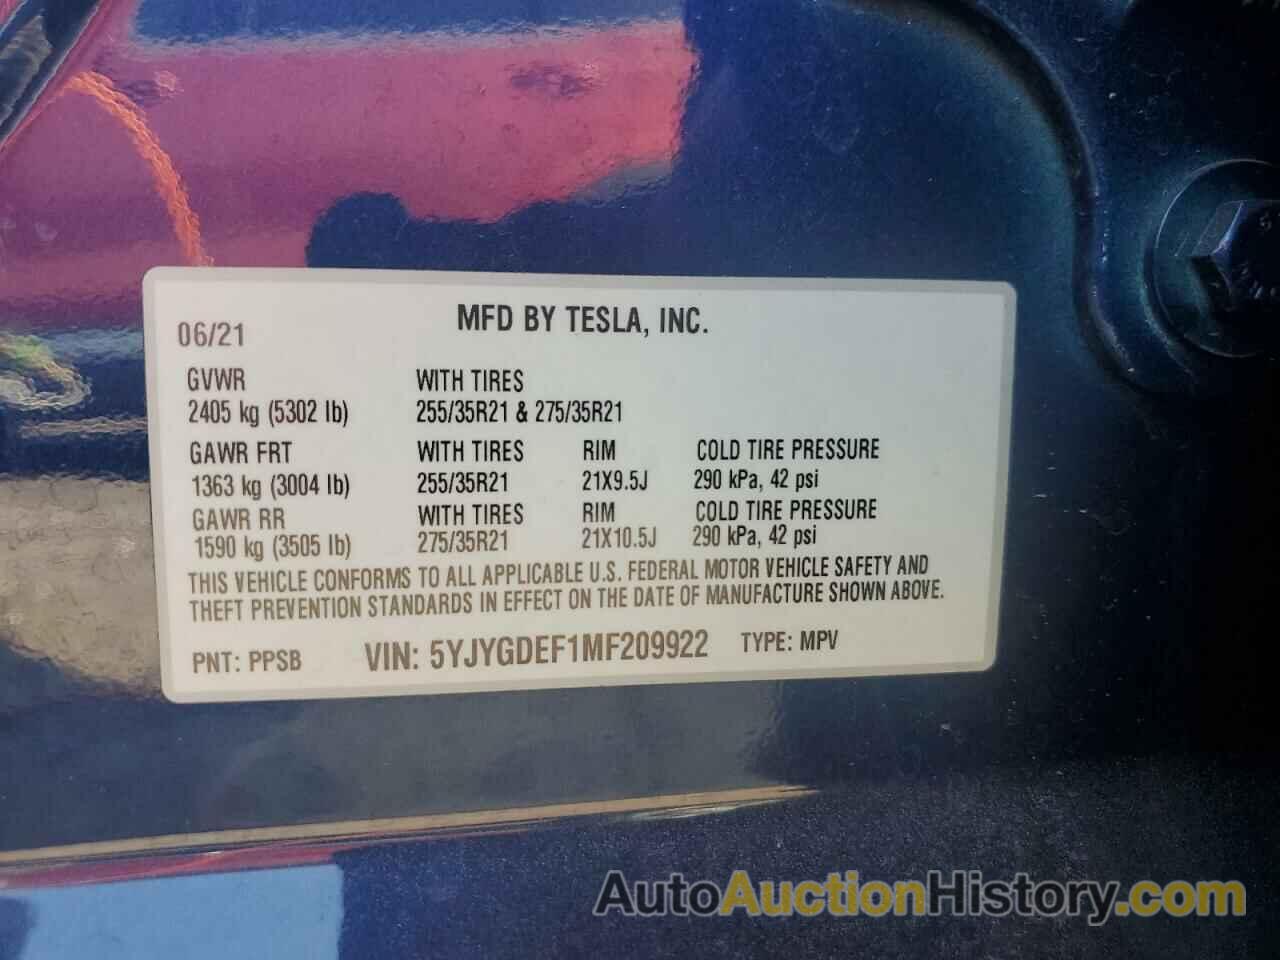 MFD BY TESLA, INC.
06/21
GVWR WITH TIRES
2405 kg (5302 lb) 255/35R21 & 275/35R21
GAWR FRT WITH TIRES RIM COLD TIRE PRESSURE
1363 kg (3004 lb) 255/35R21 21X9.5J 290 kPa, 42 psi
GAWR RR WITH TIRES RIM COLD TIRE PRESSURE
1590 kg (3505 lb) 275/35R21 21X10.5J 290 kPa, 42 psi
THIS VEHICLE CONFORMS TO ALL APPLICABLE U.S. FEDERAL MOTOR VEHICLE SAFETY AND
THEFT PREVENTION STANDARDS IN EFFECT ON THE DATE OF MANUFACTURE SHOWN ABOVE.
PNT: PPSB VIN: 5YJYGDEF1MF209922 TYPE: MPV
AutoAuctionHistory.com